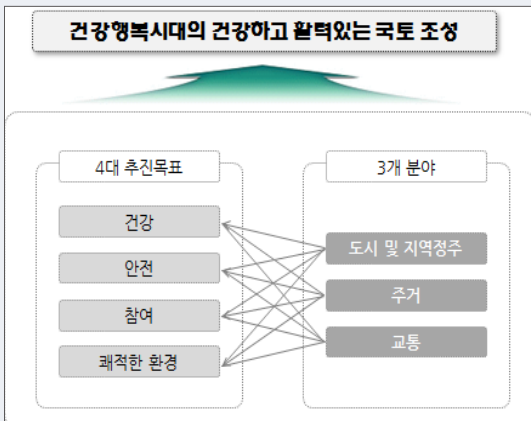 건강행복시대의 건강하고 활력있는 국토 조성
4대 추진목표
건강
안전
참여
쾌적한 환경
3개 분야
도시 및 지역정주
주거
교통